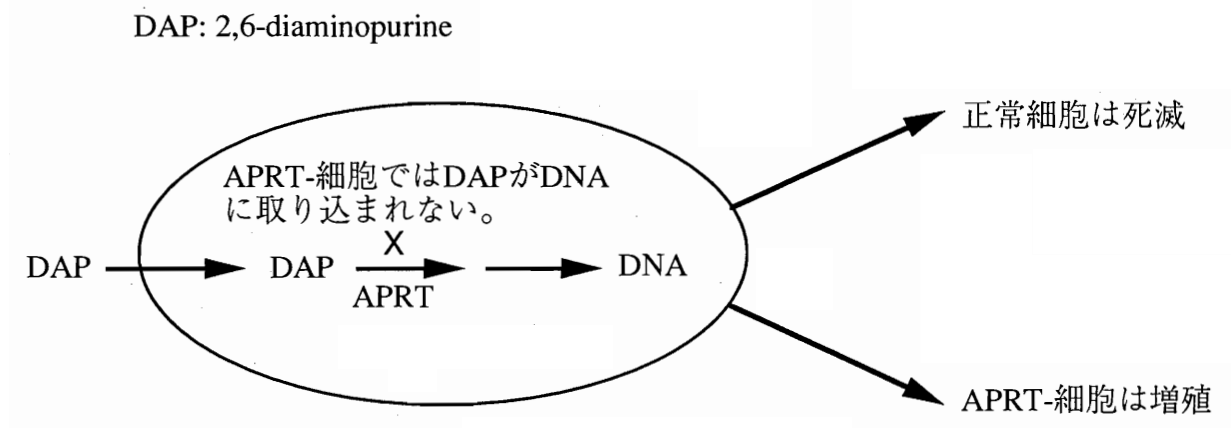 DAP: 2,6-diaminopurine
正常細胞は死滅
APRT-細胞ではDAPがDNA
に取り込まれない。
X
DAP
DAP
DNA
APRT
APRT-細胞は増殖